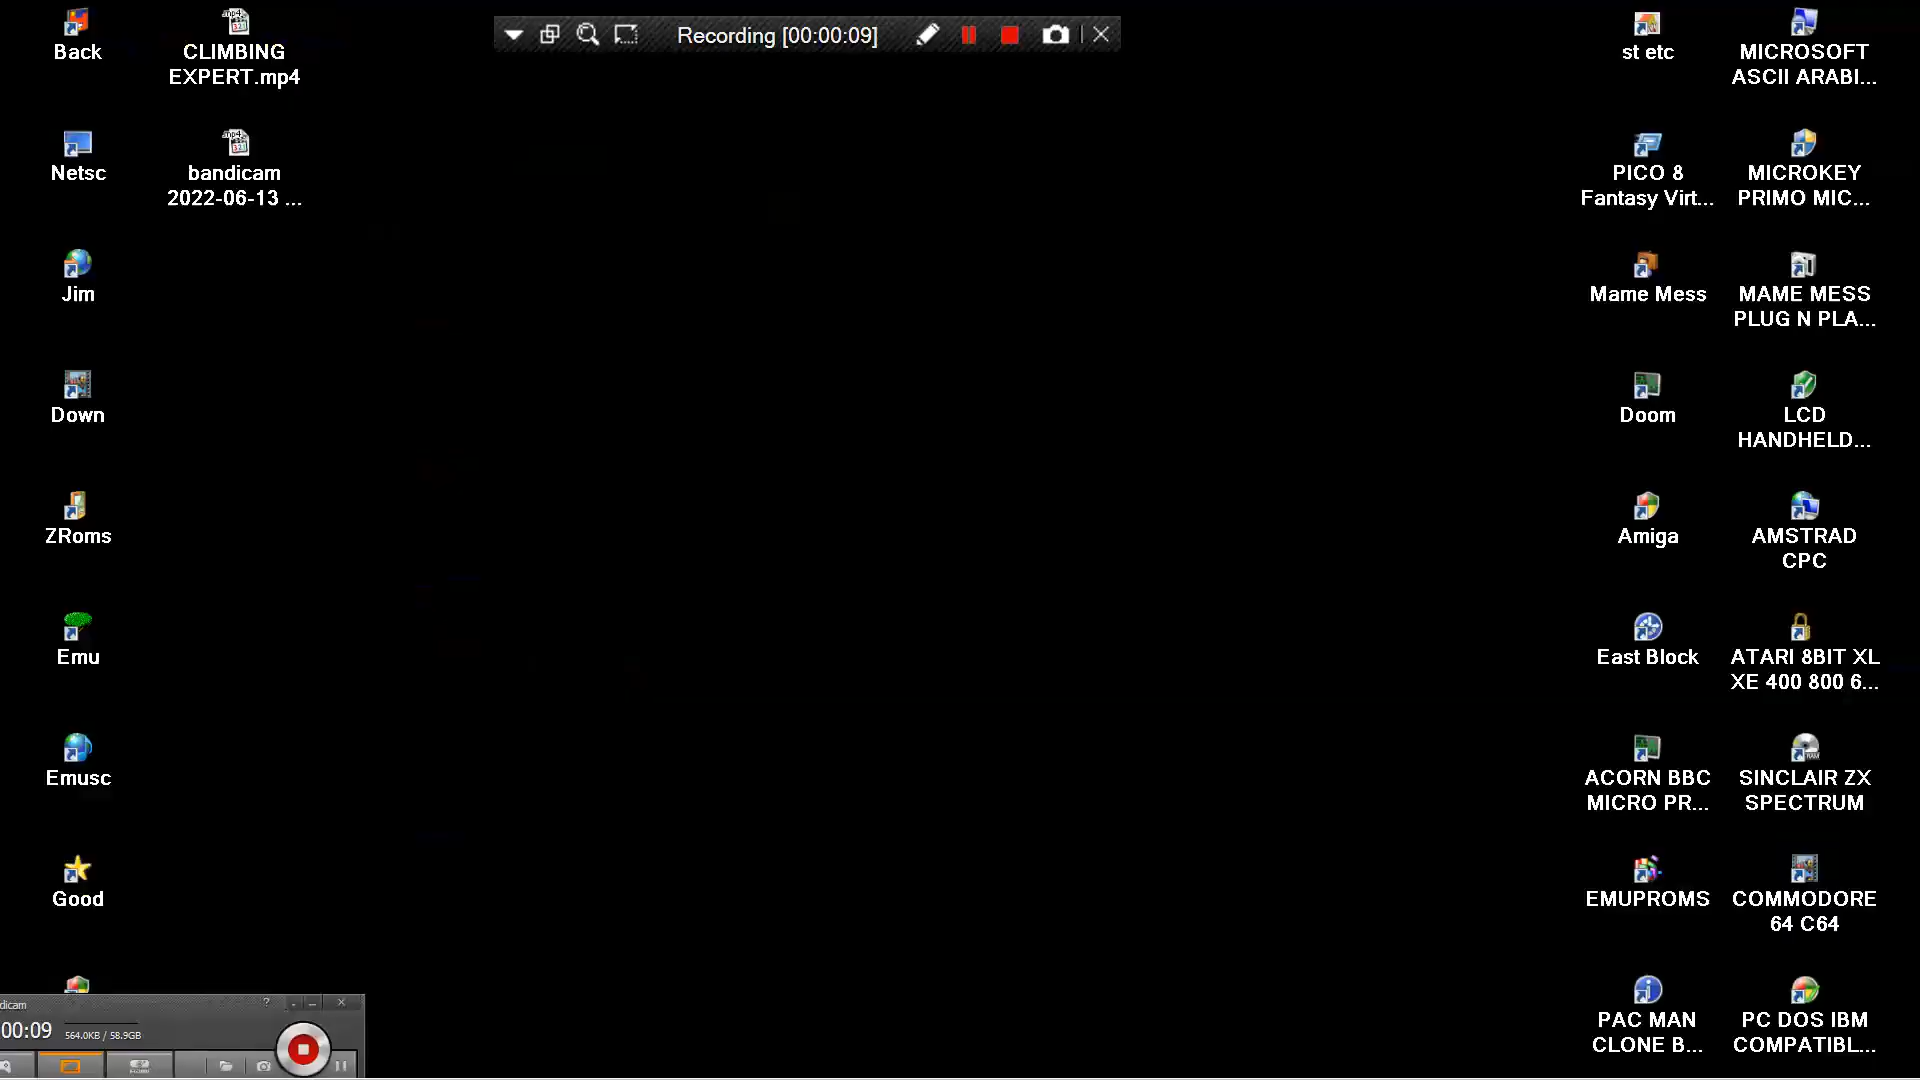 Recording [00:00:09]
Back
CLIMBING
EXPERT.mp4
Netsc
bandicam
2022-06-13 ...
Jim
Down
ZRoms
Emu
Emusc
Good
st etc
MICROSOFT
ASCII ARABI...
PICO 8
Fantasy Virt...
MICROKEY
PRIMO MIC...
Mame Mess
MAME MESS
PLUG N PLA...
Doom
LCD
HANDHELD...
Amiga
AMSTRAD
CPC
East Block
ATARI 8BIT XL
XE 400 800 6...
ACORN BBC
MICRO PR...
SINCLAIR ZX
SPECTRUM
EMUPROMS
COMMODORE
64 C64
PAC MAN
CLONE B...
PC DOS IBM
COMPATIBL...
dicam
00:09
564.0KB / 58.9GB